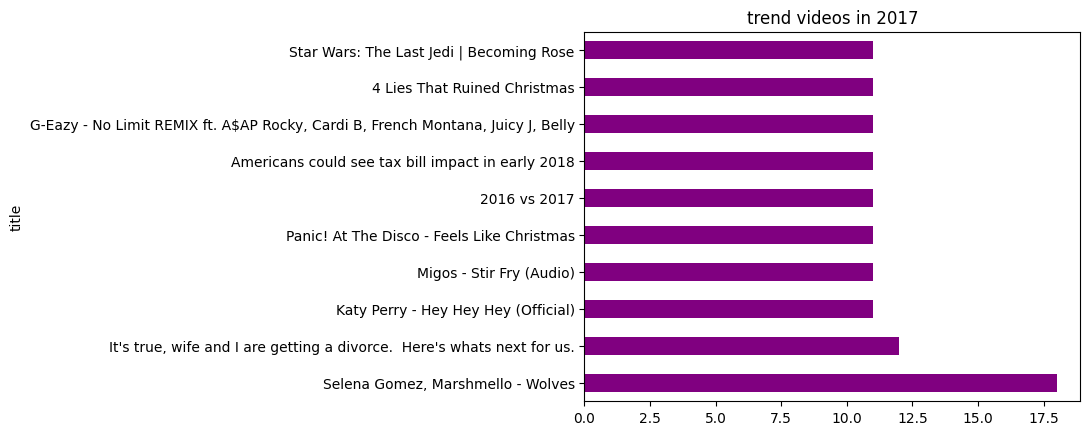 trend videos in 2017
Star Wars: The Last Jedi | Becoming Rose
4 Lies That Ruined Christmas
G-Eazy - No Limit REMIX ft. A$AP Rocky, Cardi B, French Montana, Juicy J, Belly
Americans could see tax bill impact in early 2018
2016 vs 2017
title
Panic! At The Disco - Feels Like Christmas
Migos - Stir Fry (Audio)
Katy Perry - Hey Hey Hey (Official)
It's true, wife and I are getting a divorce.  Here's whats next for us.
Selena Gomez, Marshmello - Wolves
0.0 2.5 5.0 7.5 10.0 12.5 15.0 17.5